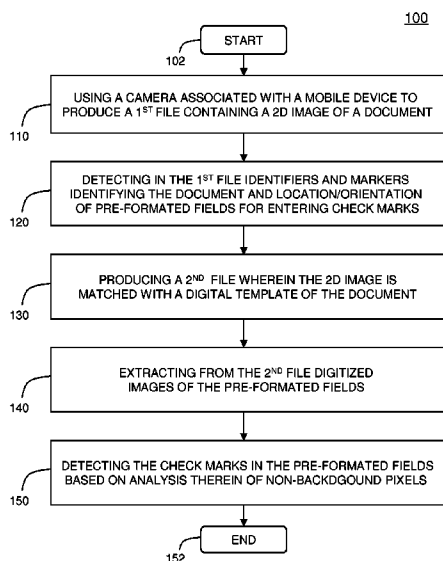 100
START
102
USING A CAMERA ASSOCIATED WITH A MOBILE DEVICE TO
PRODUCE A 1ST FILE CONTAINING A 2D IMAGE OF A DOCUMENT
110
DETECTING IN THE 1ST FILE IDENTIFIERS AND MARKERS
IDENTIFYING THE DOCUMENT AND LOCATION/ORIENTATION
OF PRE-FORMATED FIELDS FOR ENTERING CHECK MARKS
120
PRODUCING A 2ND FILE WHEREIN THE 2D IMAGE IS
MATCHED WITH A DIGITAL TEMPLATE OF THE DOCUMENT
130
EXTRACTING FROM THE 2ND FILE DIGITIZED
IMAGES OF THE PRE-FORMATED FIELDS
140
DETECTING THE CHECK MARKS IN THE PRE-FORMATED FIELDS
BASED ON ANALYSIS THEREIN OF NON-BACKDGOUND PIXELS
150
END
152